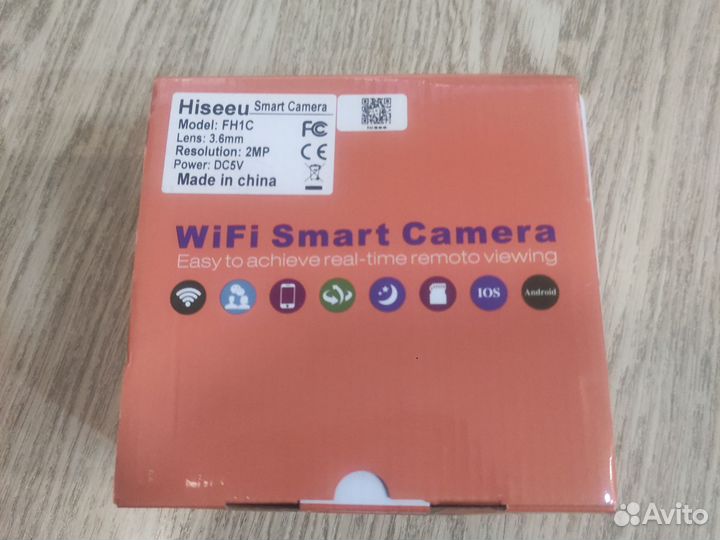 Hiseeu Smart Camera
Model: FH1C
Lens: 3.6mm
Resolution: 2MP
Power: DC5V
Made in china
FC
CE
WiFi Smart Camera
Easy to achieve real-time remoto viewing
IOS
Android
Avito